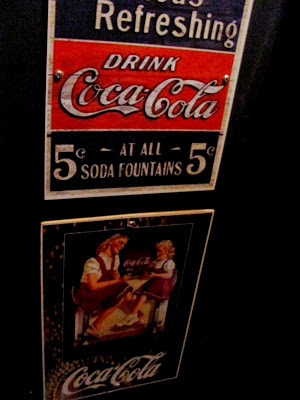 Refreshing
DRINK
Coca-Cola
5¢ AT ALL 5¢
SODA FOUNTAINS
Coca-Cola
Coca-Cola